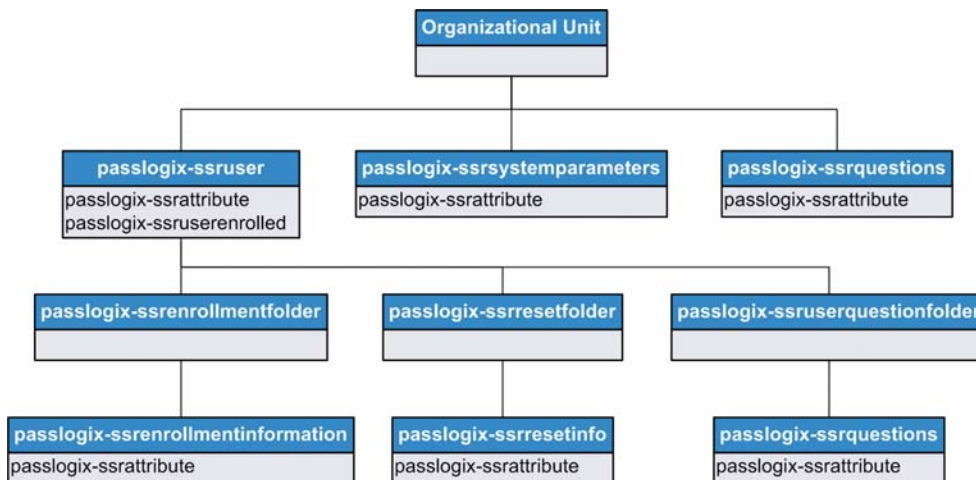 Organizational Unit
passlogix-ssruser
passlogix-ssrattribute
passlogix-ssruserenrolled
passlogix-ssrsystemparameters
passlogix-ssrattribute
passlogix-ssrquestions
passlogix-ssrattribute
passlogix-ssrenrollmentfolder
passlogix-ssrresetfolder
passlogix-ssruserquestionfolder
passlogix-ssrenrollmentinformation
passlogix-ssrattribute
passlogix-ssrresetinfo
passlogix-ssrattribute
passlogix-ssrquestions
passlogix-ssrattribute